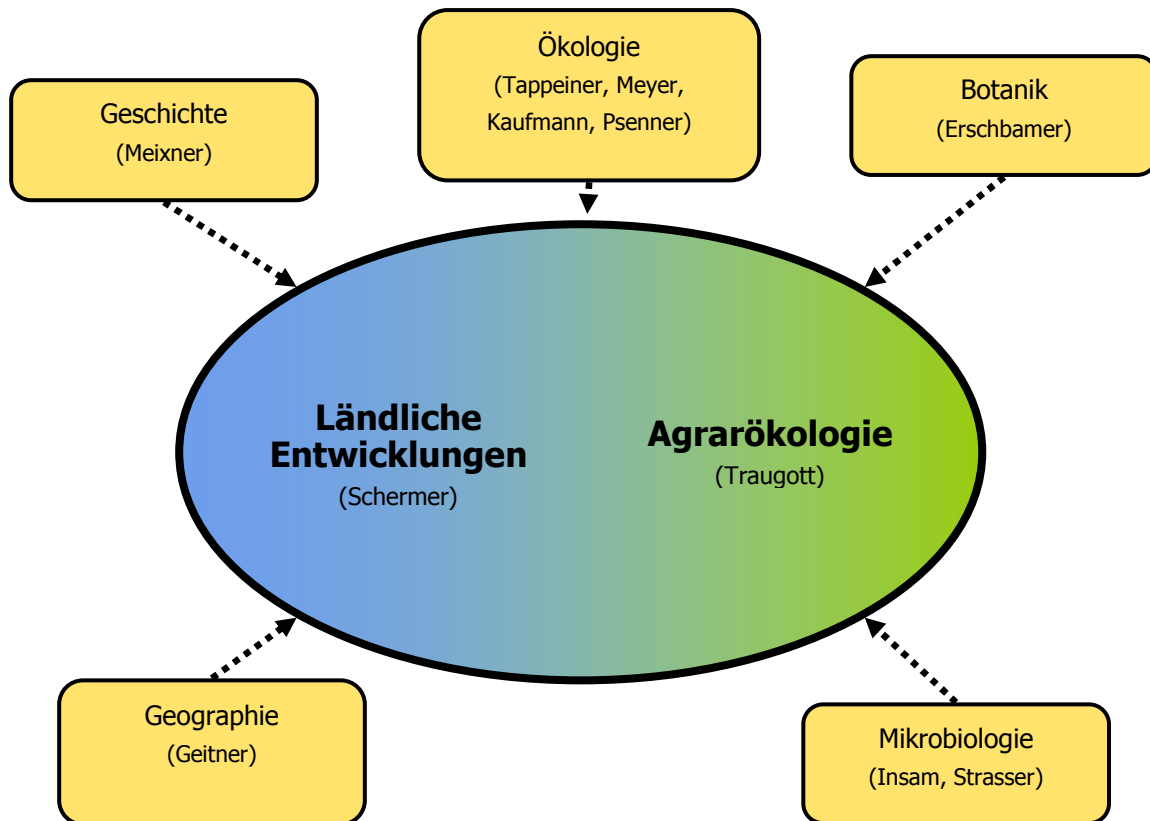 Ökologie
(Tappeiner, Meyer,
Kaufmann, Psenner)
Geschichte
(Meixner)
Botanik
(Erschbamer)
Ländliche
Entwicklungen
(Schermer)
Agrarökologie
(Traugott)
Geographie
(Geitner)
Mikrobiologie
(Insam, Strasser)